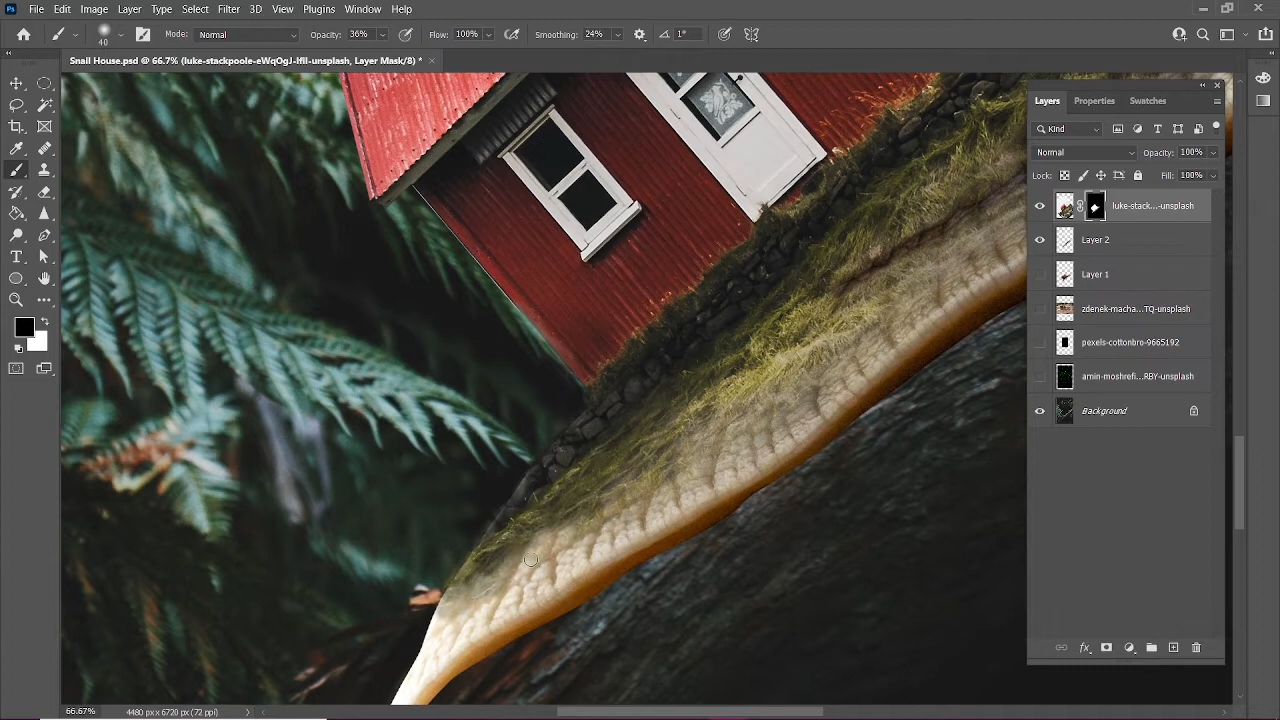 Ps File Edit Image Layer Type Select Filter 3D View Plugins Window Help
40 Mode: Normal Opacity: 36% Flow: 100% Smoothing: 24% 1°
Snail House.psd @ 66.7% (luke-stackpoole-eWqOgJ-lfiI-unsplash, Layer Mask/8) *
Layers Properties Swatches
Kind
Normal Opacity: 100%
Lock: Fill: 100%
luke-stack...-unsplash
Layer 2
Layer 1
zdenek-macha...TQ-unsplash
pexels-cottonbro-9665192
amin-moshrefi...RBY-unsplash
Background
66.67% 4480 px x 6720 px (72 ppi)